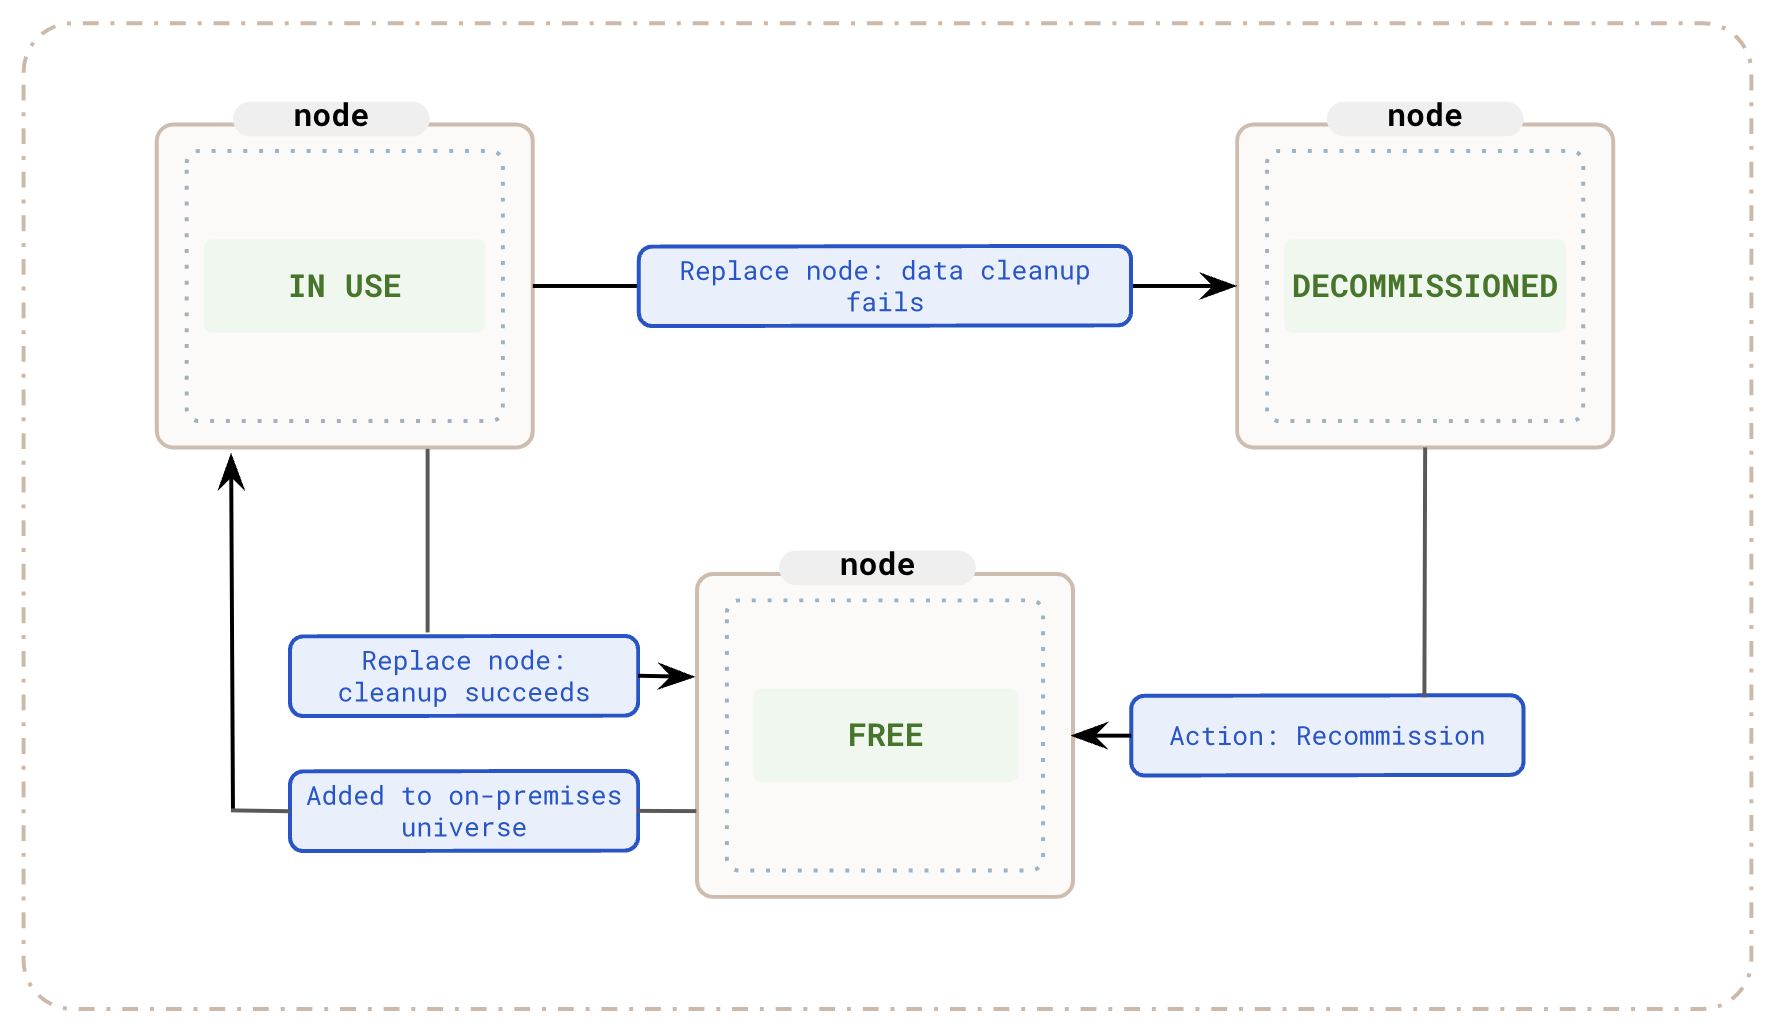 node
node
IN USE
Replace node: data cleanup
fails
DECOMMISSIONED
node
Replace node:
cleanup succeeds
FREE
Action: Recommission
Added to on-premises
universe